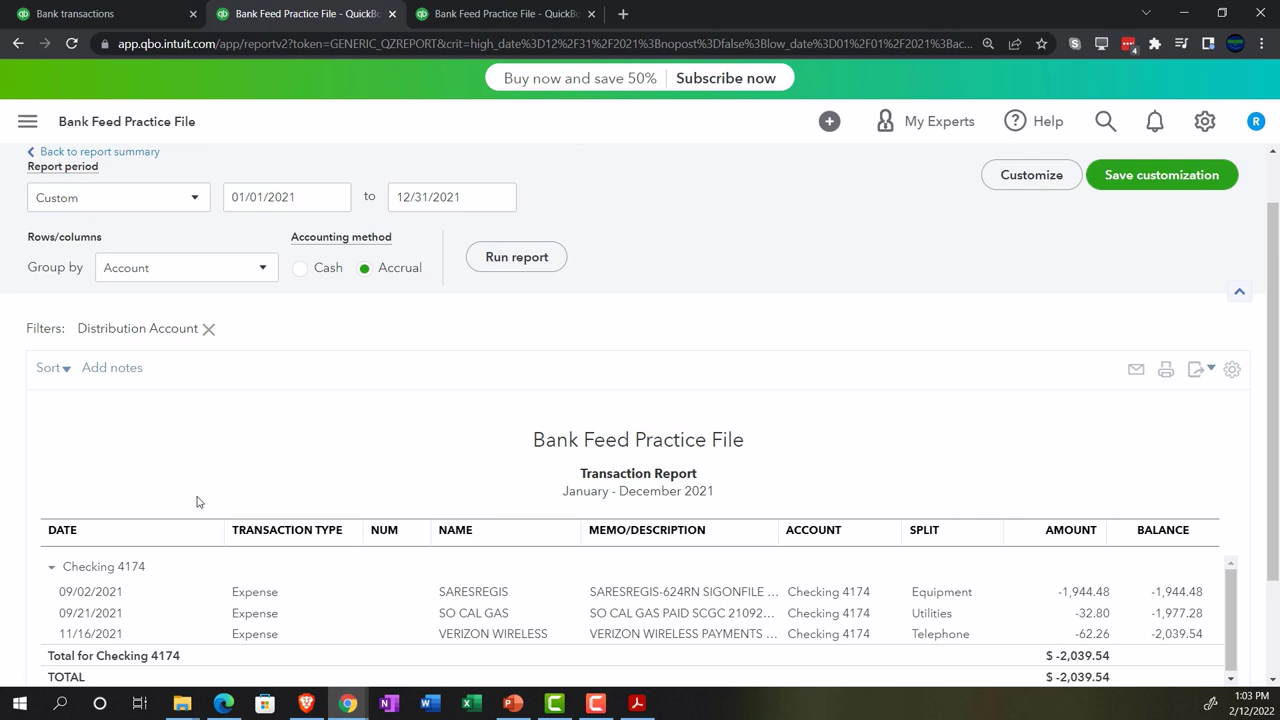 Bank transactions
Bank Feed Practice File - QuickBo
Bank Feed Practice File - QuickB
app.qbo.intuit.com/app/reportv2?token=GENERIC_QZREPORT&crit=high_date%3D12%2F31%2F2021%3Bnopost%3Dfalse%3Blow_date%3D01%2F01%2F2021%3Bac...
4
Buy now and save 50% Subscribe now
Bank Feed Practice File
My Experts
Help
R
Back to report summary
Report period
Customize
Save customization
Custom 01/01/2021 to 12/31/2021
Rows/columns Accounting method
Group by Account Cash Accrual Run report
Filters: Distribution Account
Sort Add notes
Bank Feed Practice File
Transaction Report
January - December 2021
DATE TRANSACTION TYPE NUM NAME MEMO/DESCRIPTION ACCOUNT SPLIT AMOUNT BALANCE
Checking 4174
09/02/2021 Expense SARESREGIS SARESREGIS-624RN SIGONFILE ... Checking 4174 Equipment -1,944.48 -1,944.48
09/21/2021 Expense SO CAL GAS SO CAL GAS PAID SCGC 21092... Checking 4174 Utilities -32.80 -1,977.28
11/16/2021 Expense VERIZON WIRELESS VERIZON WIRELESS PAYMENTS ... Checking 4174 Telephone -62.26 -2,039.54
Total for Checking 4174 $ -2,039.54
TOTAL $ -2,039.54
1:03 PM
2/12/2022